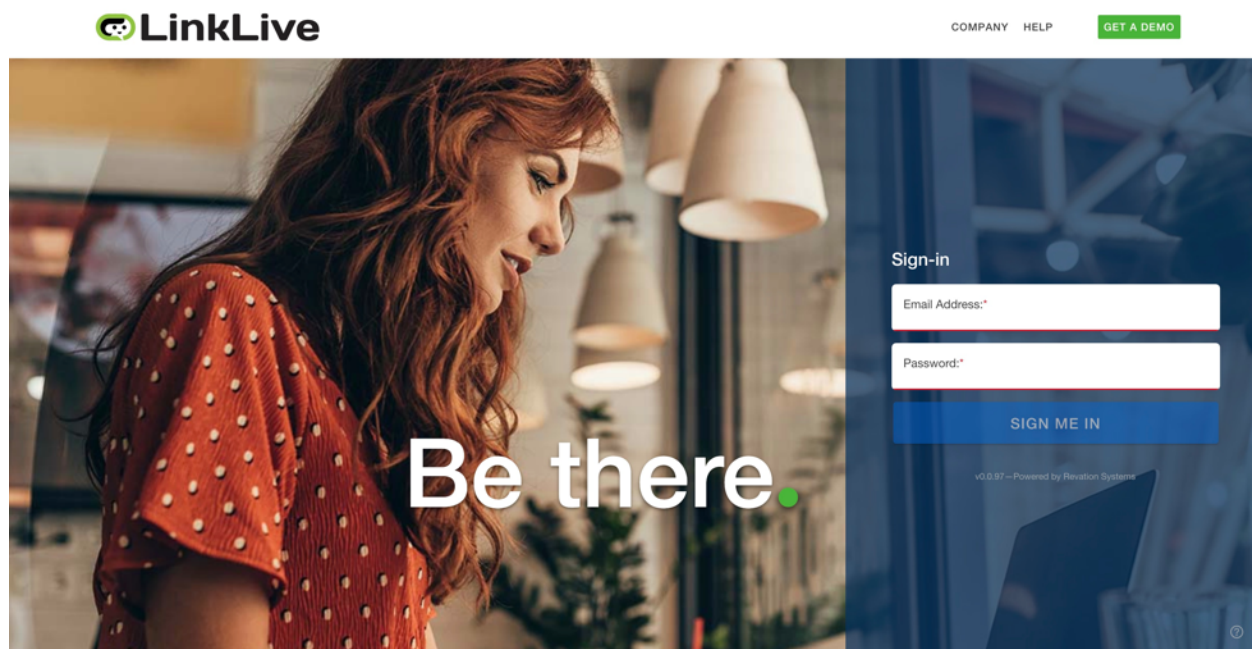 LinkLive
COMPANY HELP GET A DEMO
Be there.
Sign-in
Email Address:*
Password:*
SIGN ME IN
v0.0.97—Powered by Revation Systems
?